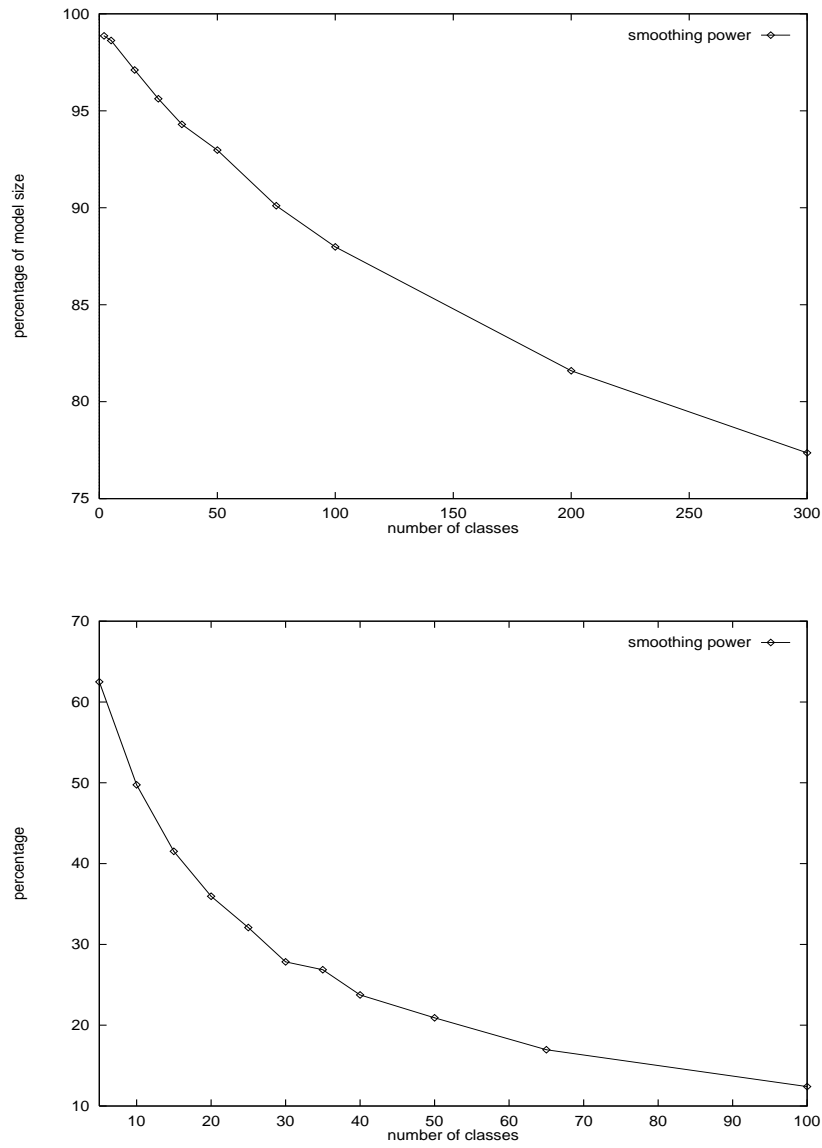 100
smoothing power
95
90
percentage of model size
85
80
75
0 50 100 150 200 250 300
number of classes
70
smoothing power
60
50
percentage
40
30
20
10
10 20 30 40 50 60 70 80 90 100
number of classes